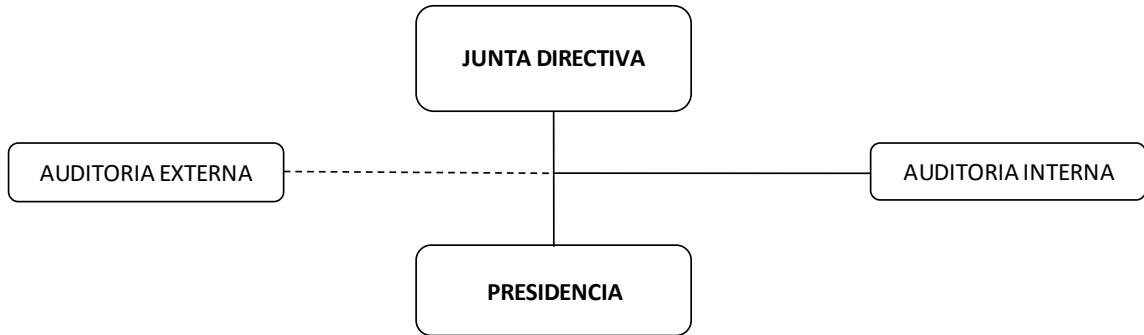 JUNTA DIRECTIVA
AUDITORIA EXTERNA
AUDITORIA INTERNA
PRESIDENCIA